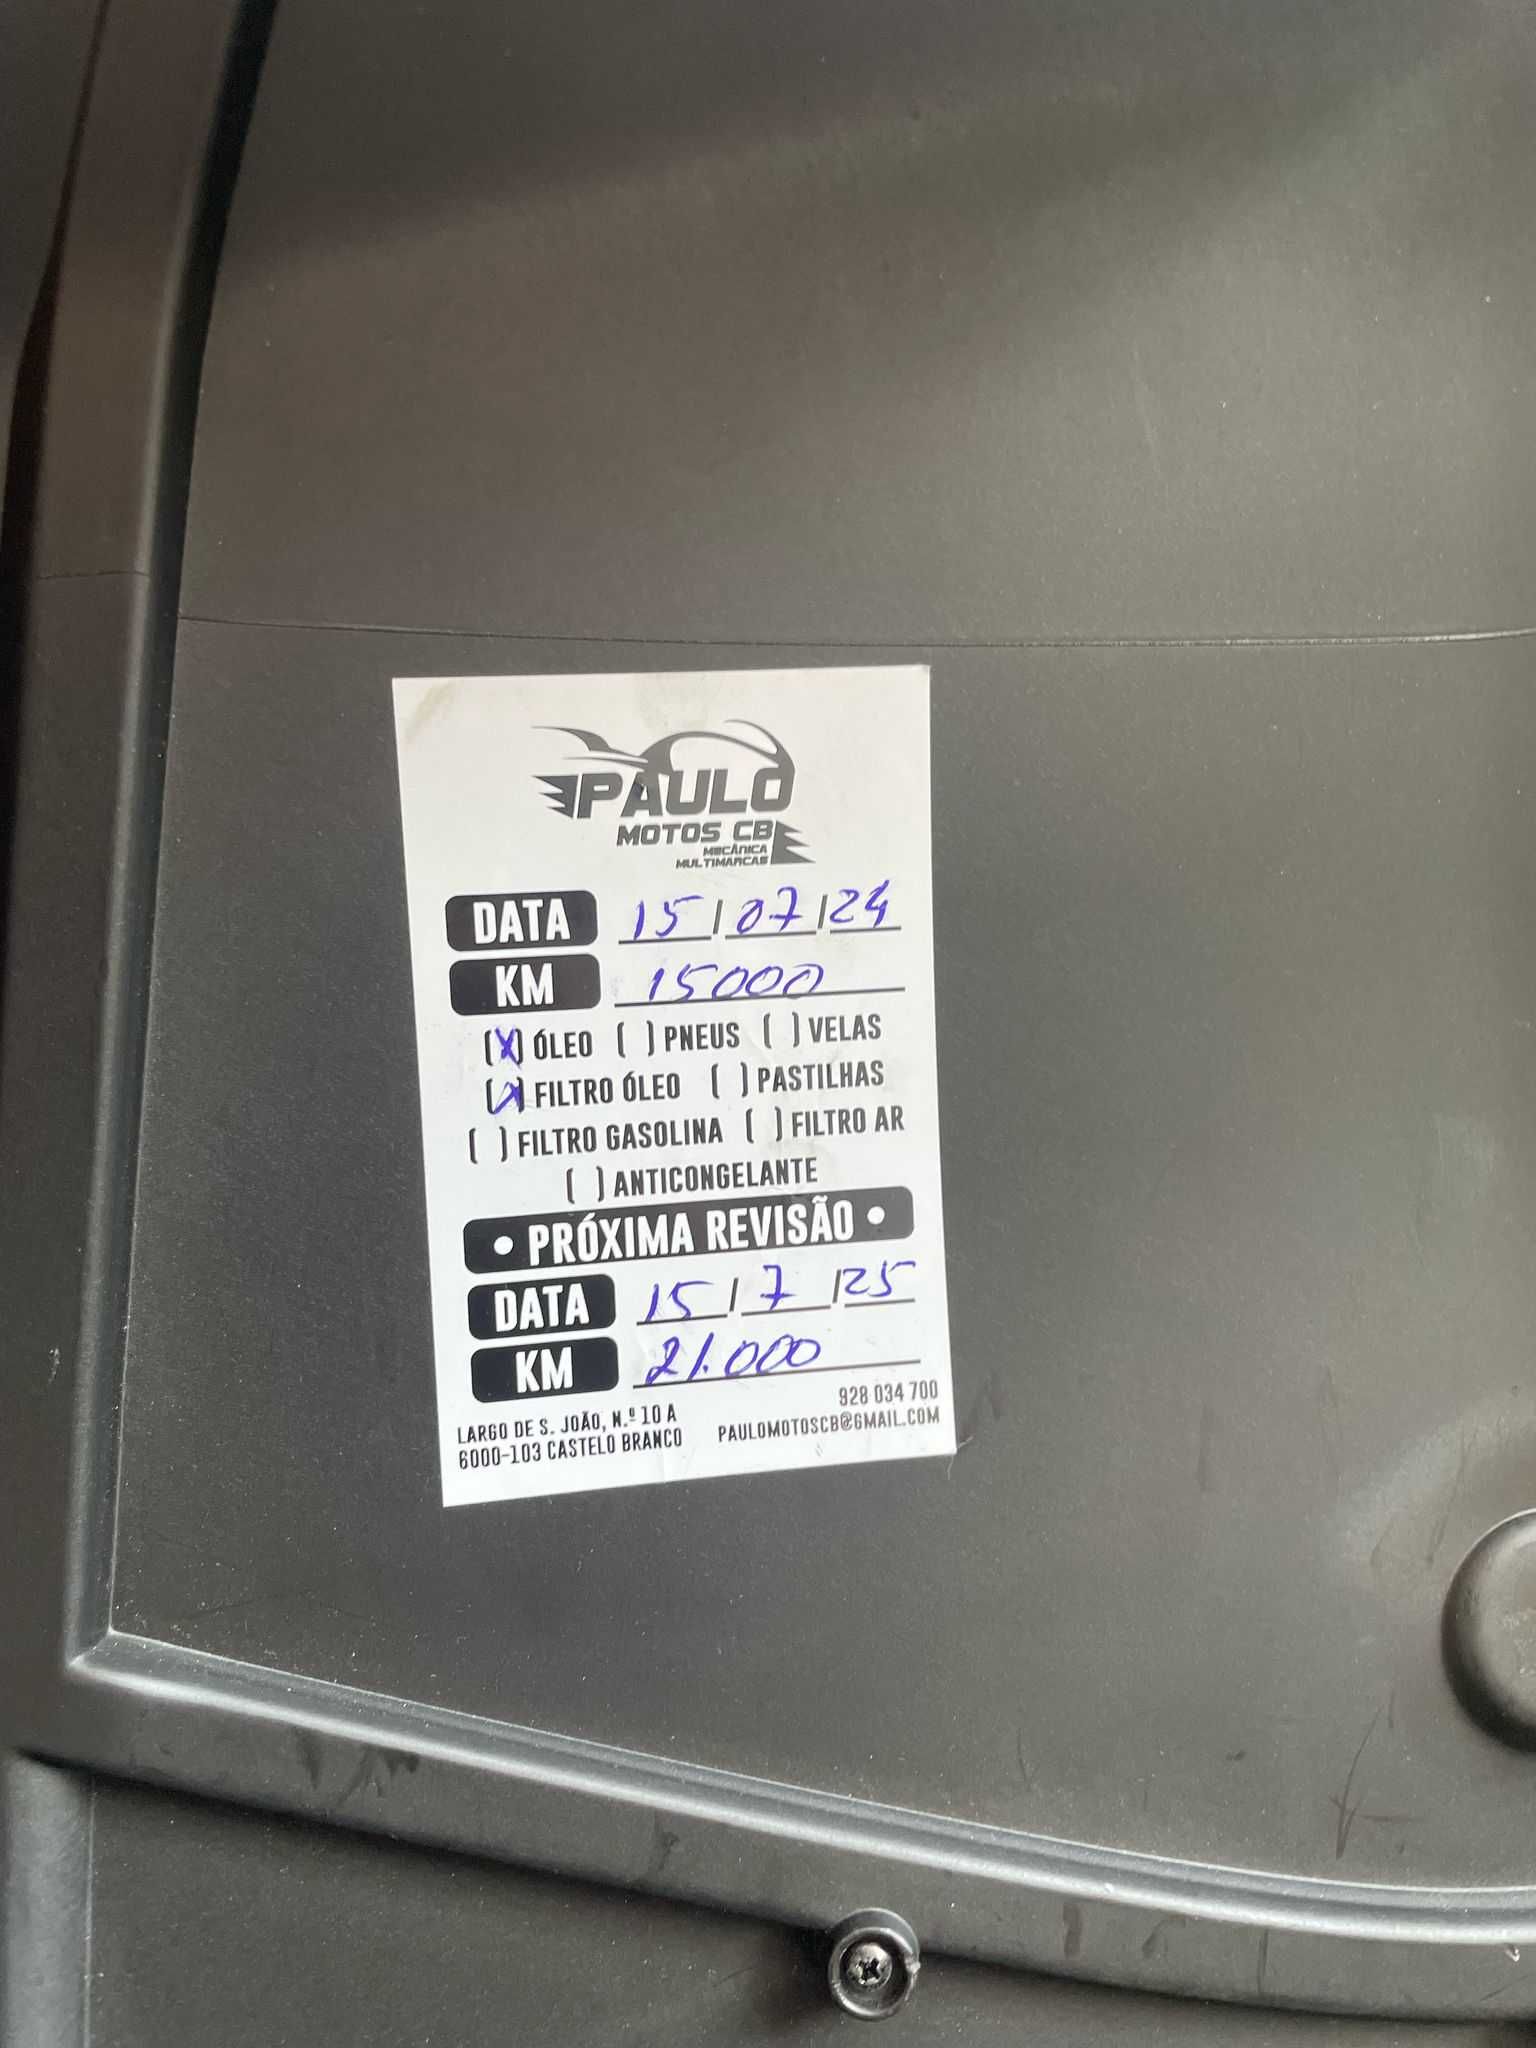 PAULO
MOTOS CB
MECÂNICA
MULTIMARCAS
DATA 15/07/24
KM 15000
(X) ÓLEO ( ) PNEUS ( ) VELAS
(X) FILTRO ÓLEO ( ) PASTILHAS
( ) FILTRO GASOLINA ( ) FILTRO AR
( ) ANTICONGELANTE
• PRÓXIMA REVISÃO •
DATA 15/7/25
KM 21.000
928 034 700
LARGO DE S. JOÃO, N.º 10 A PAULOMOTOSCB@GMAIL.COM
6000-103 CASTELO BRANCO